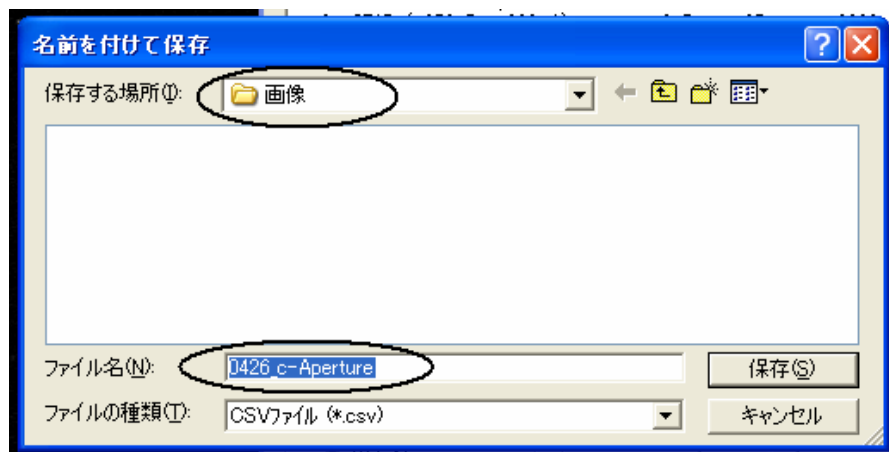 名前を付けて保存
保存する場所(I):
画像
ファイル名(N):
0426_c-Aperture
保存(S)
ファイルの種類(T):
CSVファイル (*.csv)
キャンセル